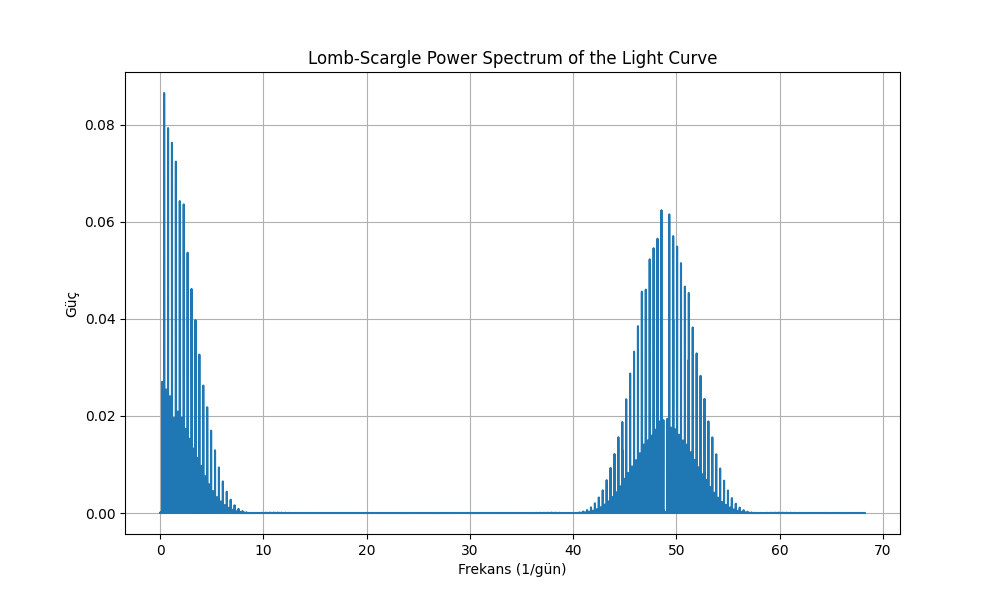 Lomb-Scargle Power Spectrum of the Light Curve
0.08
0.06
0.04
0.02
0.00
Güç
0 10 20 30 40 50 60 70
Frekans (1/gün)